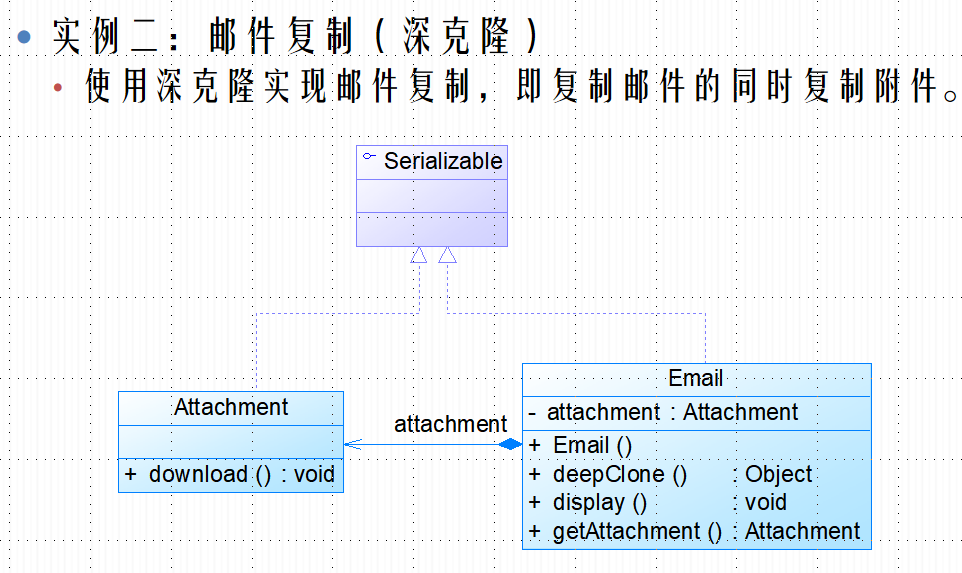 实例二：邮件复制（深克隆）
使用深克隆实现邮件复制，即复制邮件的同时复制附件。
Serializable
Attachment
+ download () : void
attachment
Email
- attachment : Attachment
+ Email ()
+ deepClone () : Object
+ display () : void
+ getAttachment () : Attachment